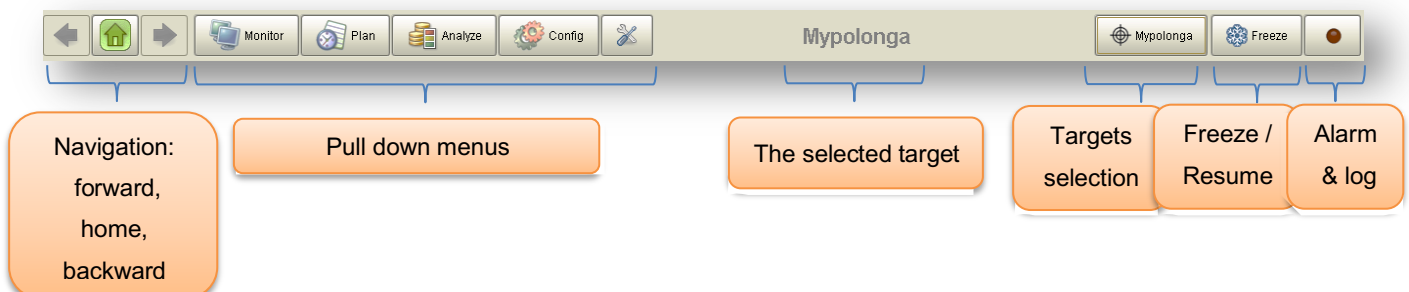 Monitor
Plan
Analyze
Config
Mypolonga
Mypolonga
Freeze
Navigation:
forward,
home,
backward
Pull down menus
The selected target
Targets
selection
Freeze /
Resume
Alarm
& log